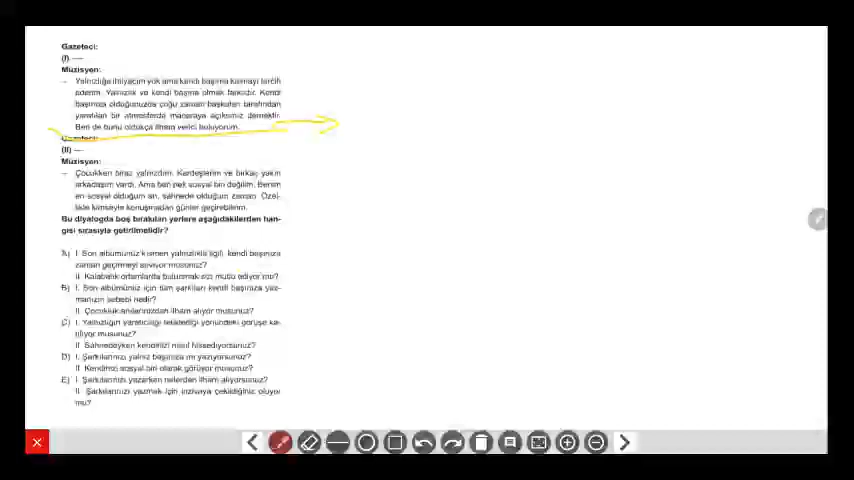 Gazeteci:
(I) ----
Müzisyen:
– Yalnızlığa ihtiyacım yok ama kendi başıma kalmayı tercih
ederim. Yalnızlık ve kendi başına olmak farklıdır. Kendi
başınıza olduğunuzda çoğu zaman başkaları tarafından
yaratılan bir atmosferde maceraya açıksınız demektir.
Ben de bunu oldukça ilham verici buluyorum.
Gazeteci:
(II) ----
Müzisyen:
– Çocukken biraz yalnızdım. Kardeşlerim ve birkaç yakın
arkadaşım vardı. Ama ben pek sosyal biri değilim. Benim
en sosyal olduğum an, sahnede olduğum zaman. Özel-
likle kimseyle konuşmadan günler geçirebilirim.
Bu diyalogda boş bırakılan yerlere aşağıdakilerden han-
gisi sırasıyla getirilmelidir?
A) I. Son albümünüz kısmen yalnızlıkla ilgili, kendi başınıza
zaman geçirmeyi seviyor musunuz?
II. Kalabalık ortamlarda bulunmak sizi mutlu ediyor mu?
B) I. Son albümünüz için tüm şarkıları kendi başınıza yaz-
manızın sebebi nedir?
II. Çocukluk anılarınızdan ilham alıyor musunuz?
C) I. Yalnızlığın yaratıcılığı tetiklediği yönündeki görüşe ka-
tılıyor musunuz?
II. Sahnedeyken kendinizi nasıl hissediyorsunuz?
D) I. Şarkılarınızı yalnız başınıza mı yazıyorsunuz?
II. Kendinizi sosyal biri olarak görüyor musunuz?
E) I. Şarkılarınızı yazarken nelerden ilham alıyorsunuz?
II. Şarkılarınızı yazmak için inzivaya çekildiğiniz oluyor
mu?